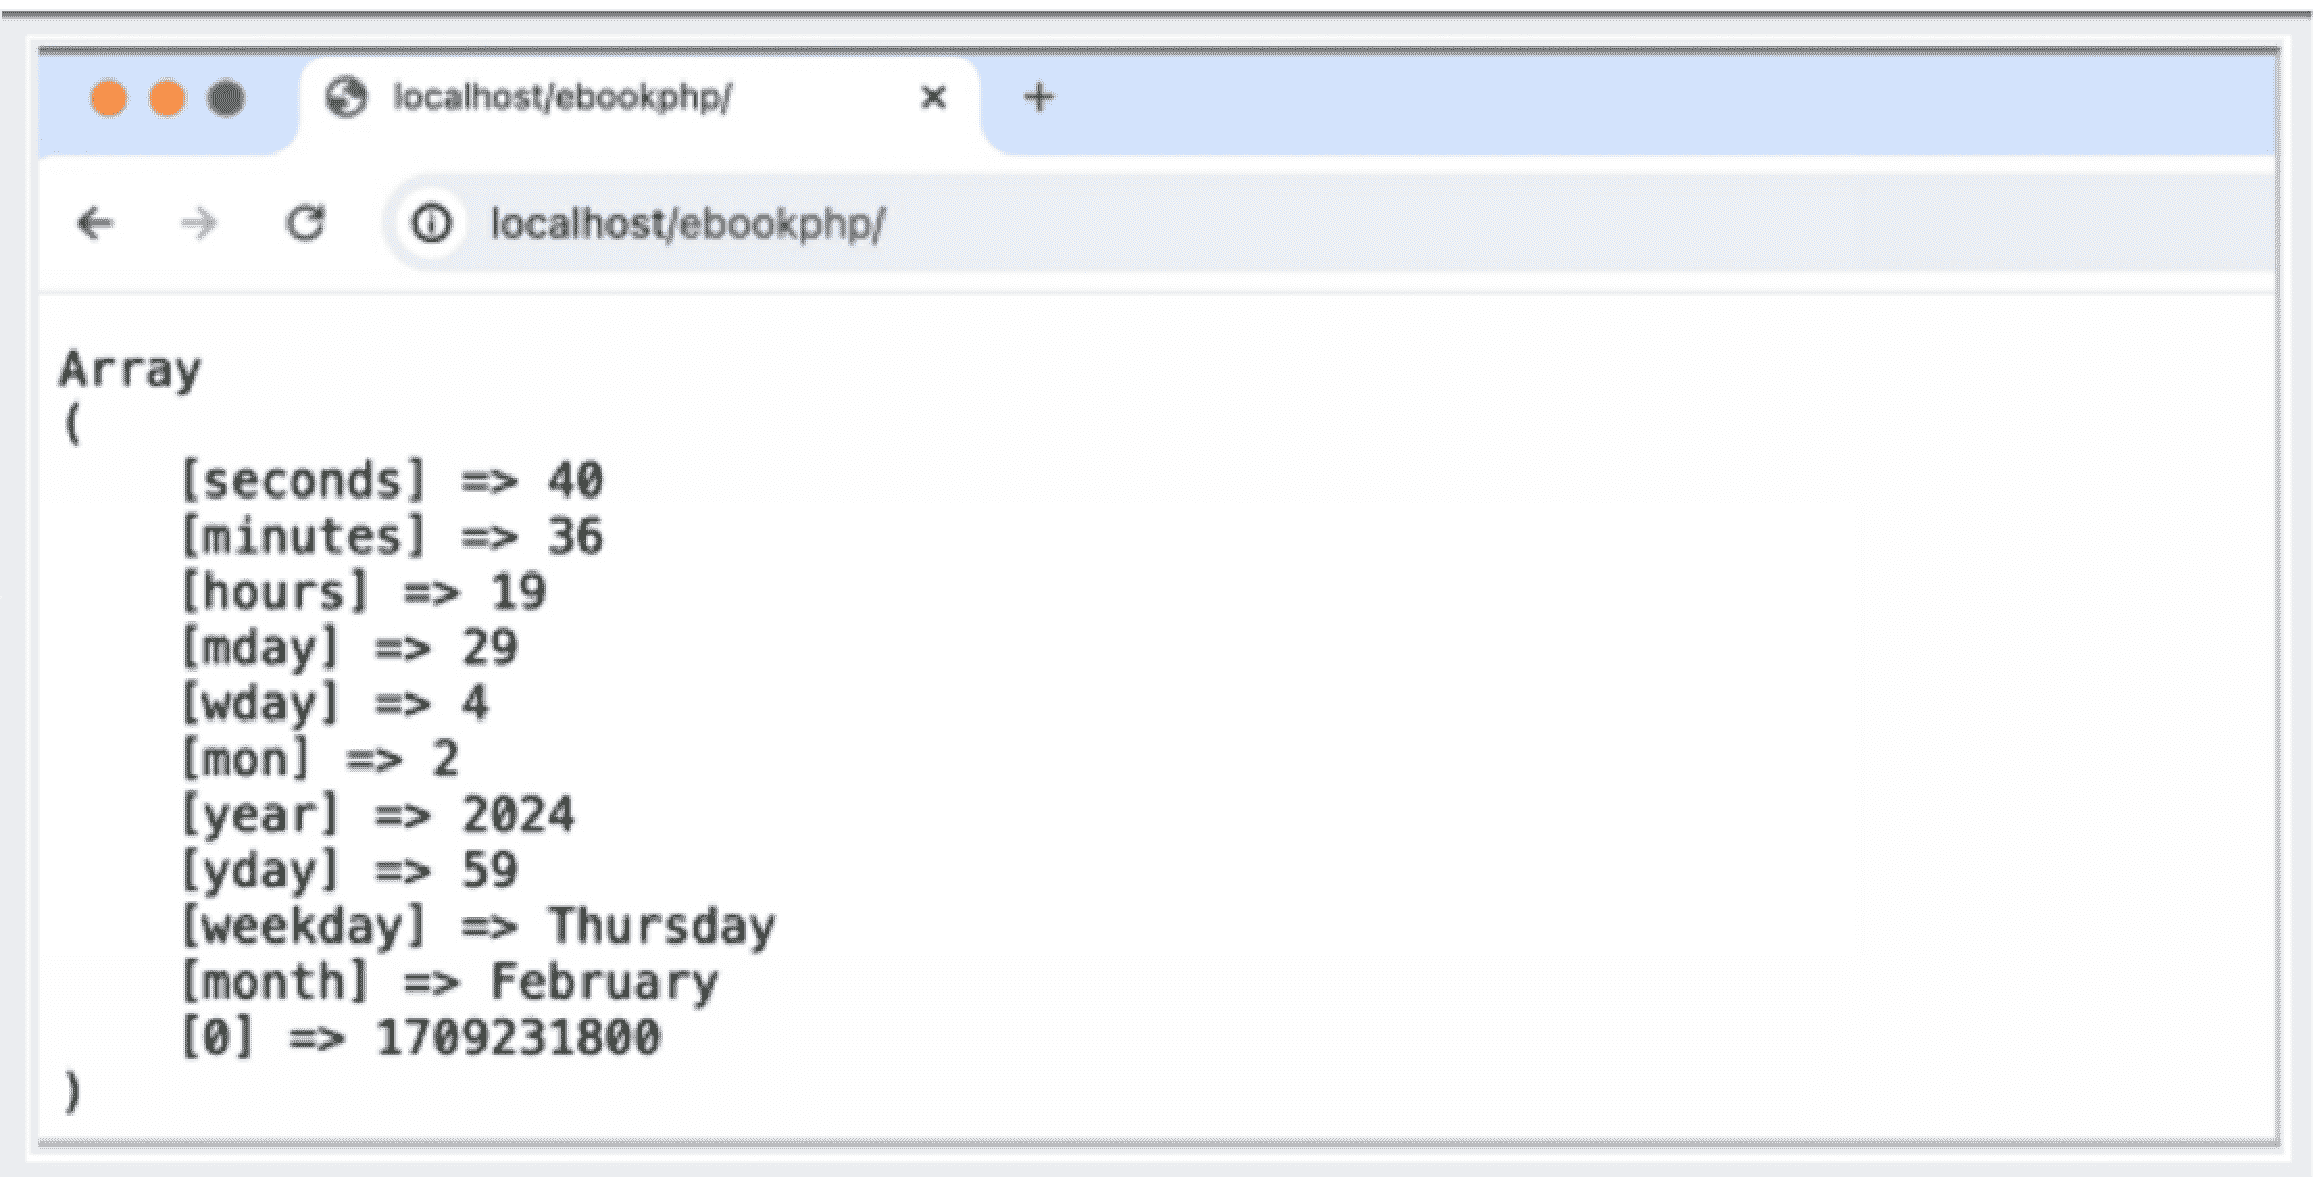 localhost/ebookphp/
localhost/ebookphp/
Array
(
    [seconds] => 40
    [minutes] => 36
    [hours] => 19
    [mday] => 29
    [wday] => 4
    [mon] => 2
    [year] => 2024
    [yday] => 59
    [weekday] => Thursday
    [month] => February
    [0] => 1709231800
)